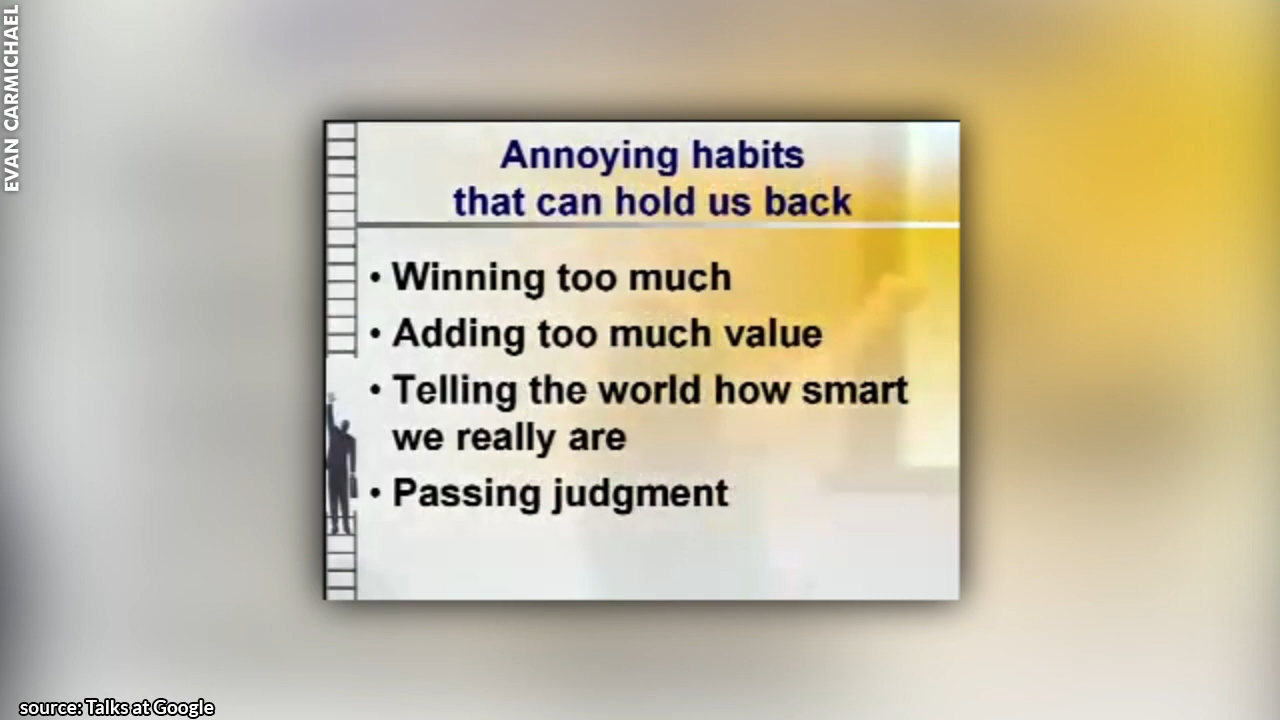 EVAN CARMICHAEL
Annoying habits
that can hold us back
• Winning too much
• Adding too much value
• Telling the world how smart
we really are
• Passing judgment
source: Talks at Google